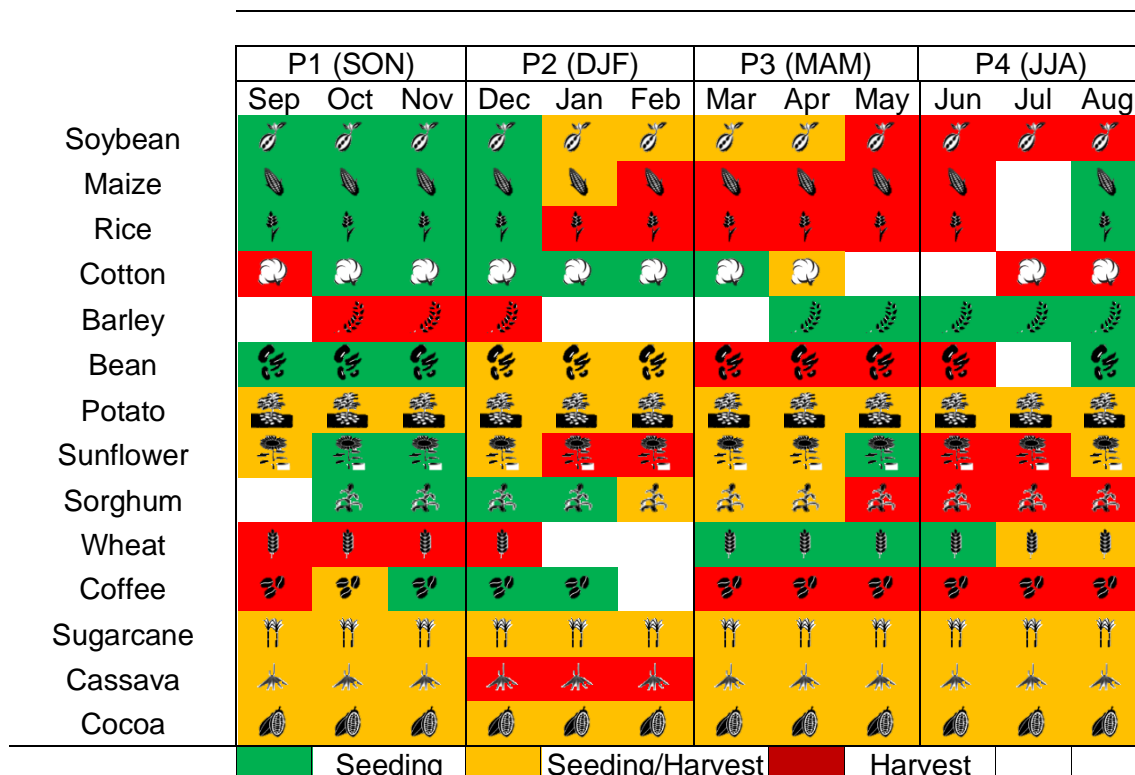 P1 (SON) P2 (DJF) P3 (MAM) P4 (JJA)
Sep Oct Nov Dec Jan Feb Mar Apr May Jun Jul Aug
Soybean
Maize
Rice
Cotton
Barley
Bean
Potato
Sunflower
Sorghum
Wheat
Coffee
Sugarcane
Cassava
Cocoa
Seeding Seeding/Harvest Harvest